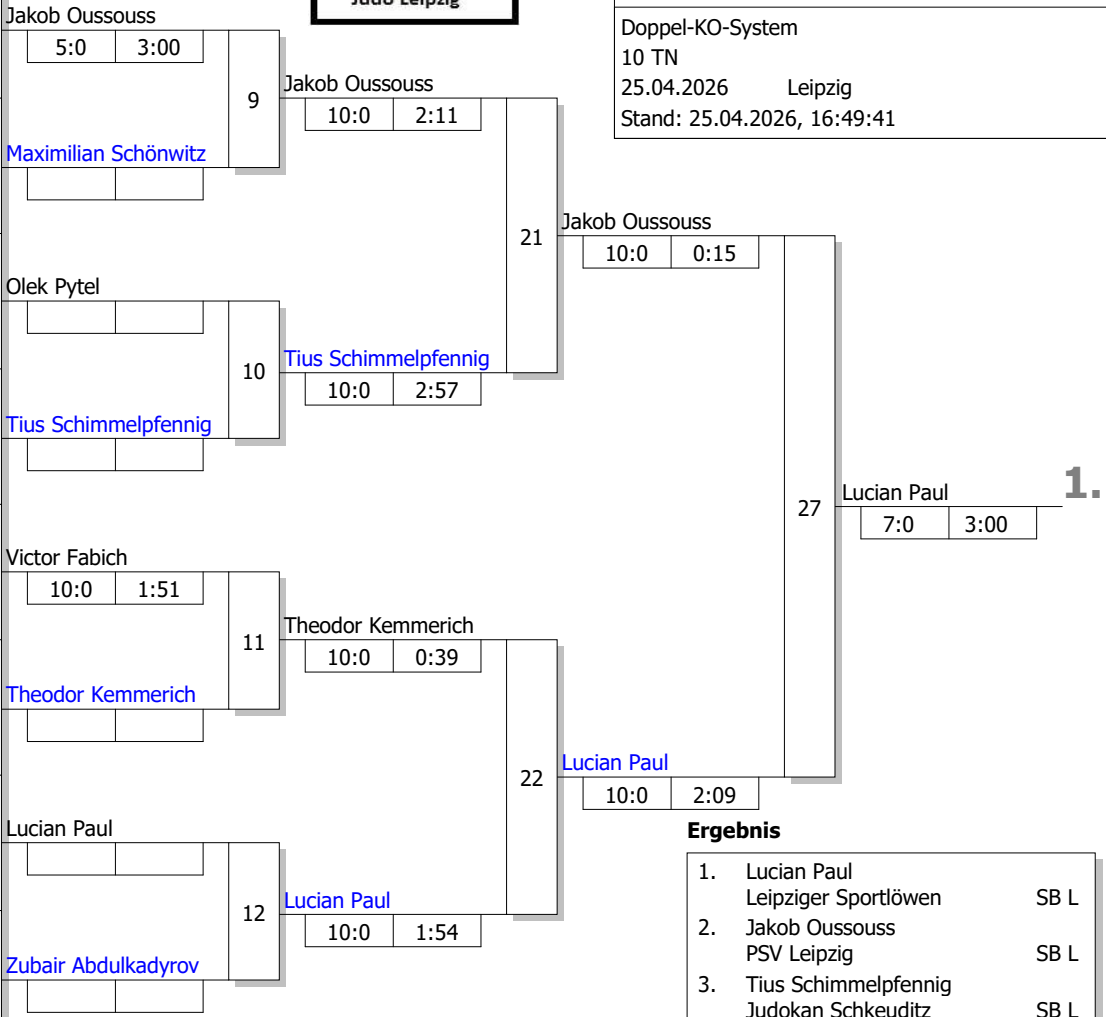 Judo Leipzig
Doppel-KO-System
10 TN
25.04.2026 Leipzig
Stand: 25.04.2026, 16:49:41
Jakob Oussouss
5:0 3:00
9
Maximilian Schönwitz
Jakob Oussouss
10:0 2:11
21
Olek Pytel
10
Tius Schimmelpfennig
Tius Schimmelpfennig
10:0 2:57
Jakob Oussouss
10:0 0:15
27
Lucian Paul
7:0 3:00
1.
Victor Fabich
10:0 1:51
11
Theodor Kemmerich
Theodor Kemmerich
10:0 0:39
22
Lucian Paul
12
Zubair Abdulkadyrov
Lucian Paul
10:0 1:54
Lucian Paul
10:0 2:09
Ergebnis
1. Lucian Paul
Leipziger Sportlöwen SB L
2. Jakob Oussouss
PSV Leipzig SB L
3. Tius Schimmelpfennig
Judokan Schkeuditz SB L